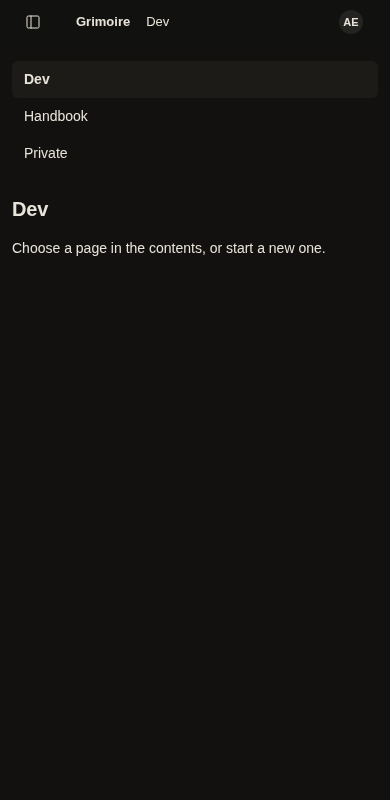 Grimoire Dev AE
Dev
Handbook
Private
Dev
Choose a page in the contents, or start a new one.